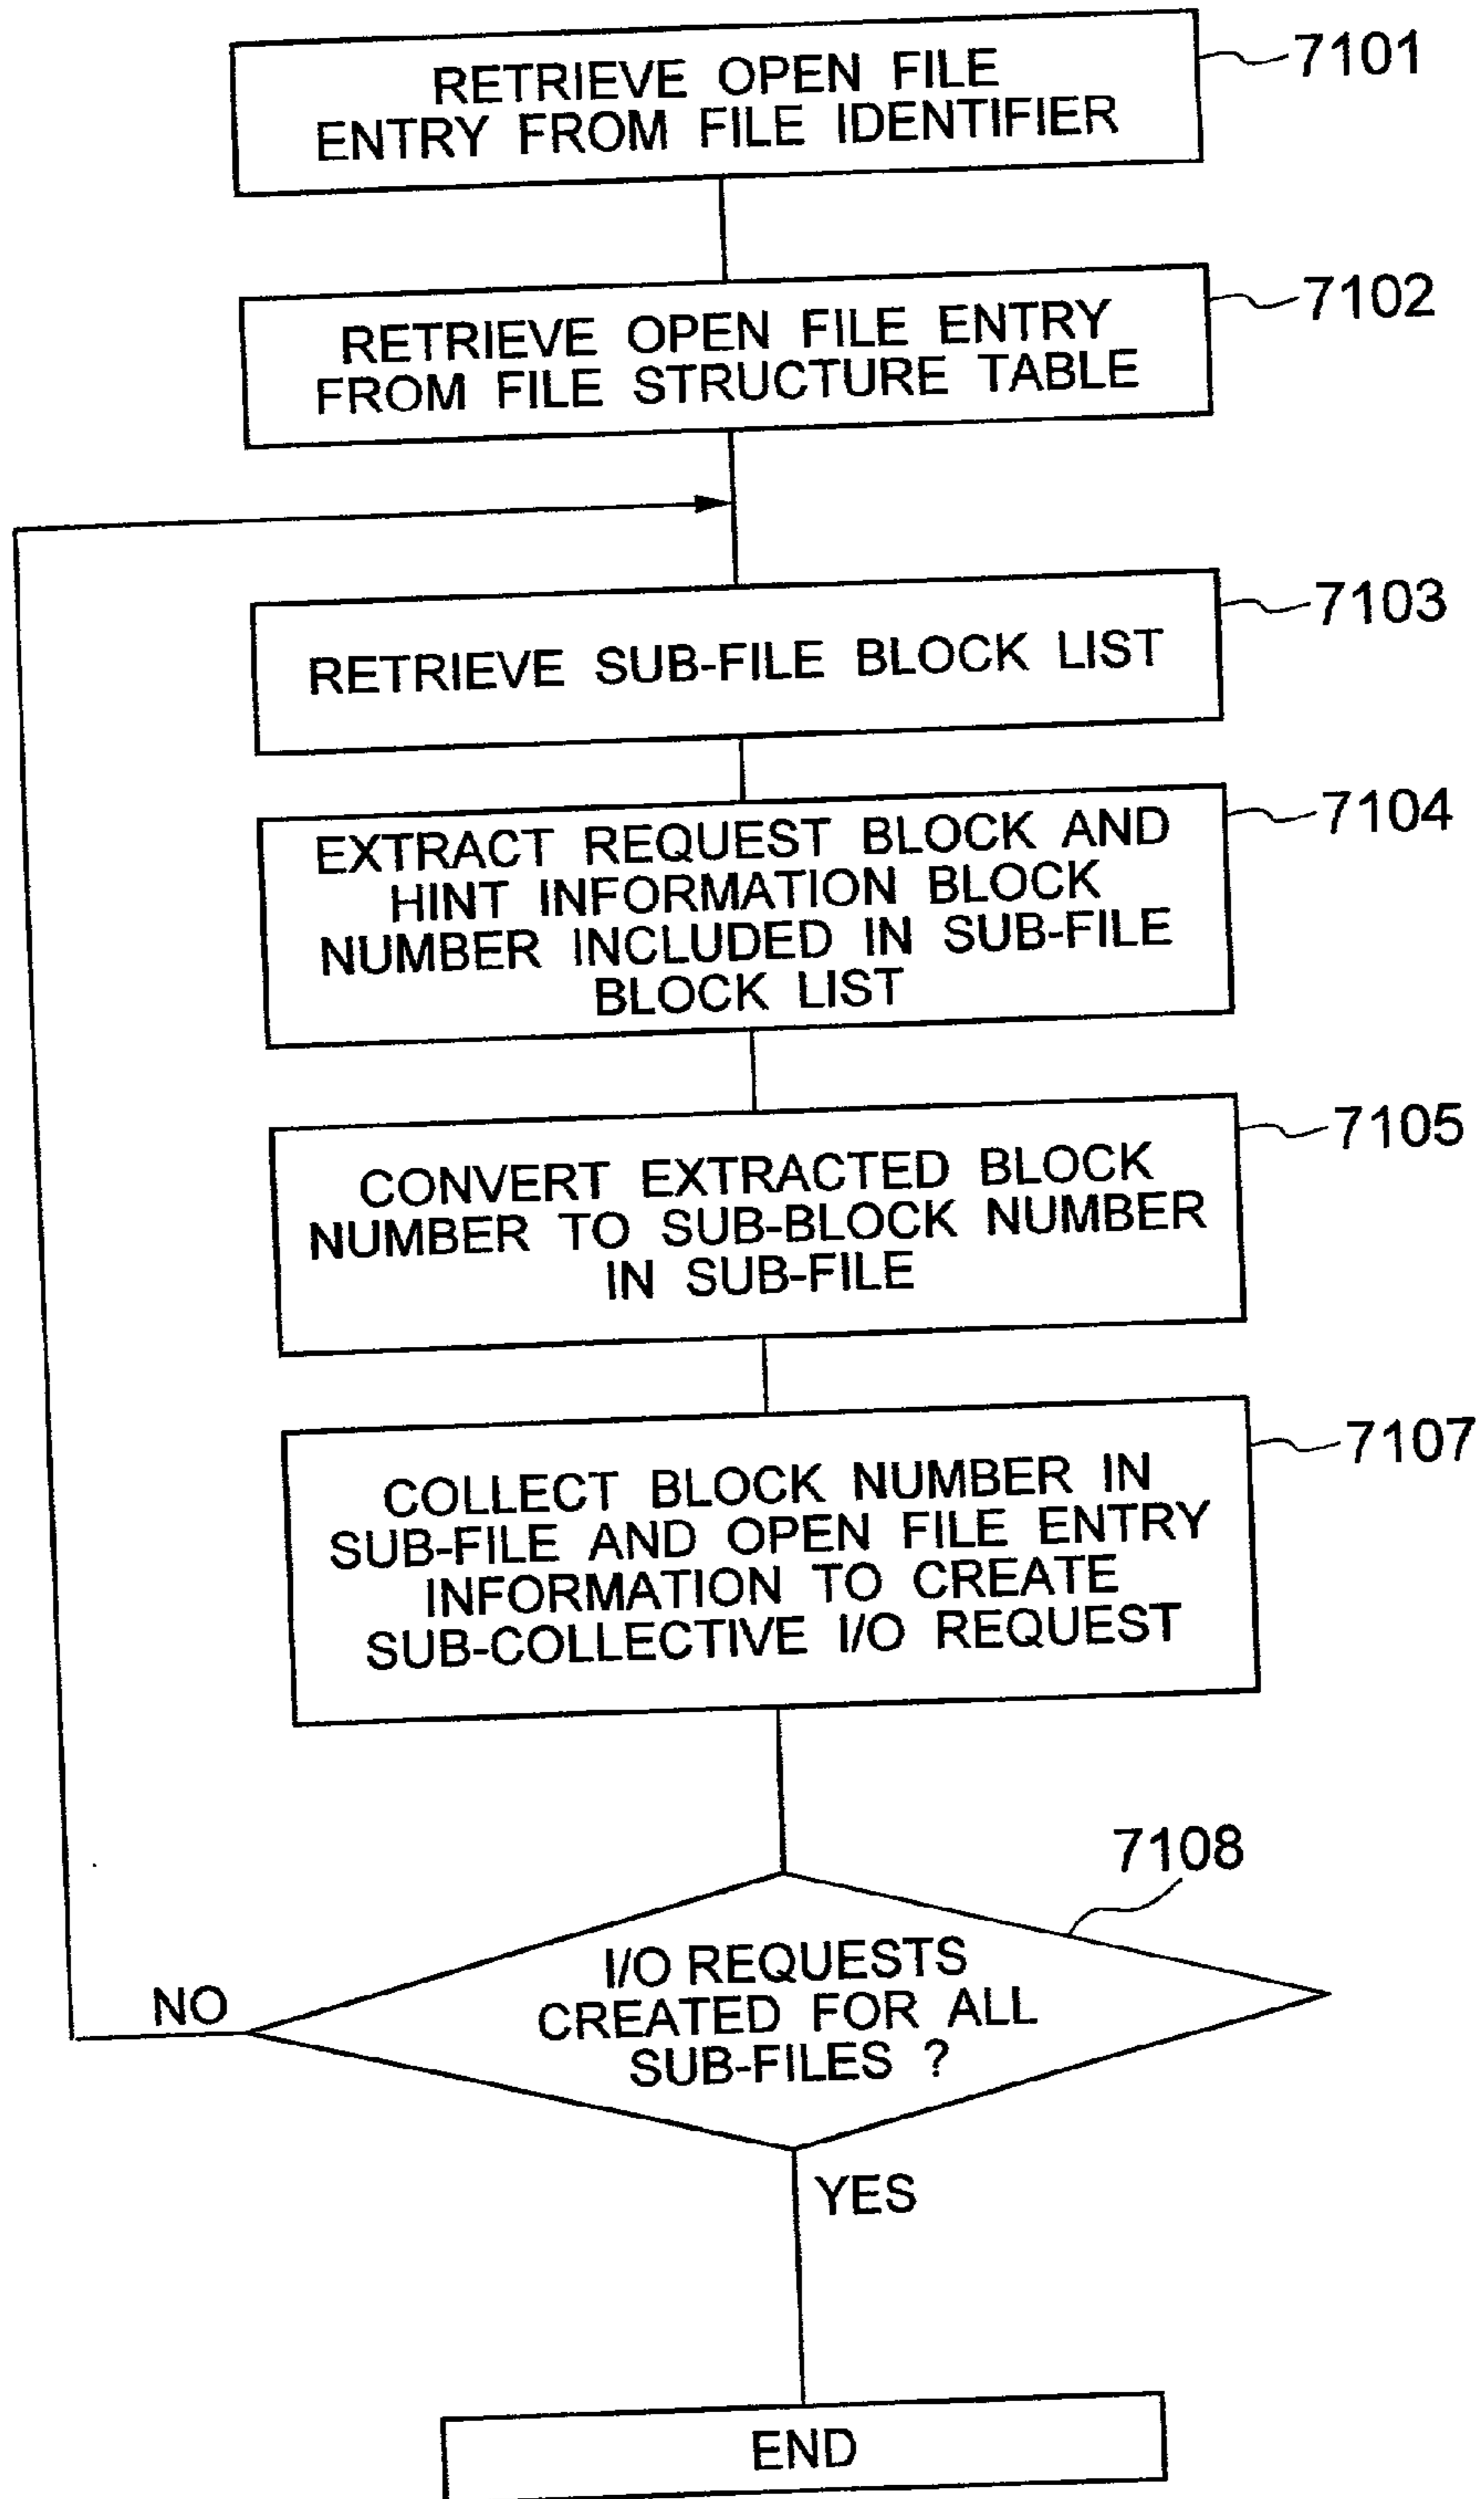 7101
RETRIEVE OPEN FILE
ENTRY FROM FILE IDENTIFIER
7102
RETRIEVE OPEN FILE ENTRY
FROM FILE STRUCTURE TABLE
7103
RETRIEVE SUB-FILE BLOCK LIST
7104
EXTRACT REQUEST BLOCK AND
HINT INFORMATION BLOCK
NUMBER INCLUDED IN SUB-FILE
BLOCK LIST
7105
CONVERT EXTRACTED BLOCK
NUMBER TO SUB-BLOCK NUMBER
IN SUB-FILE
7107
COLLECT BLOCK NUMBER IN
SUB-FILE AND OPEN FILE ENTRY
INFORMATION TO CREATE
SUB-COLLECTIVE I/O REQUEST
7108
I/O REQUESTS
CREATED FOR ALL
SUB-FILES ?
NO
YES
END